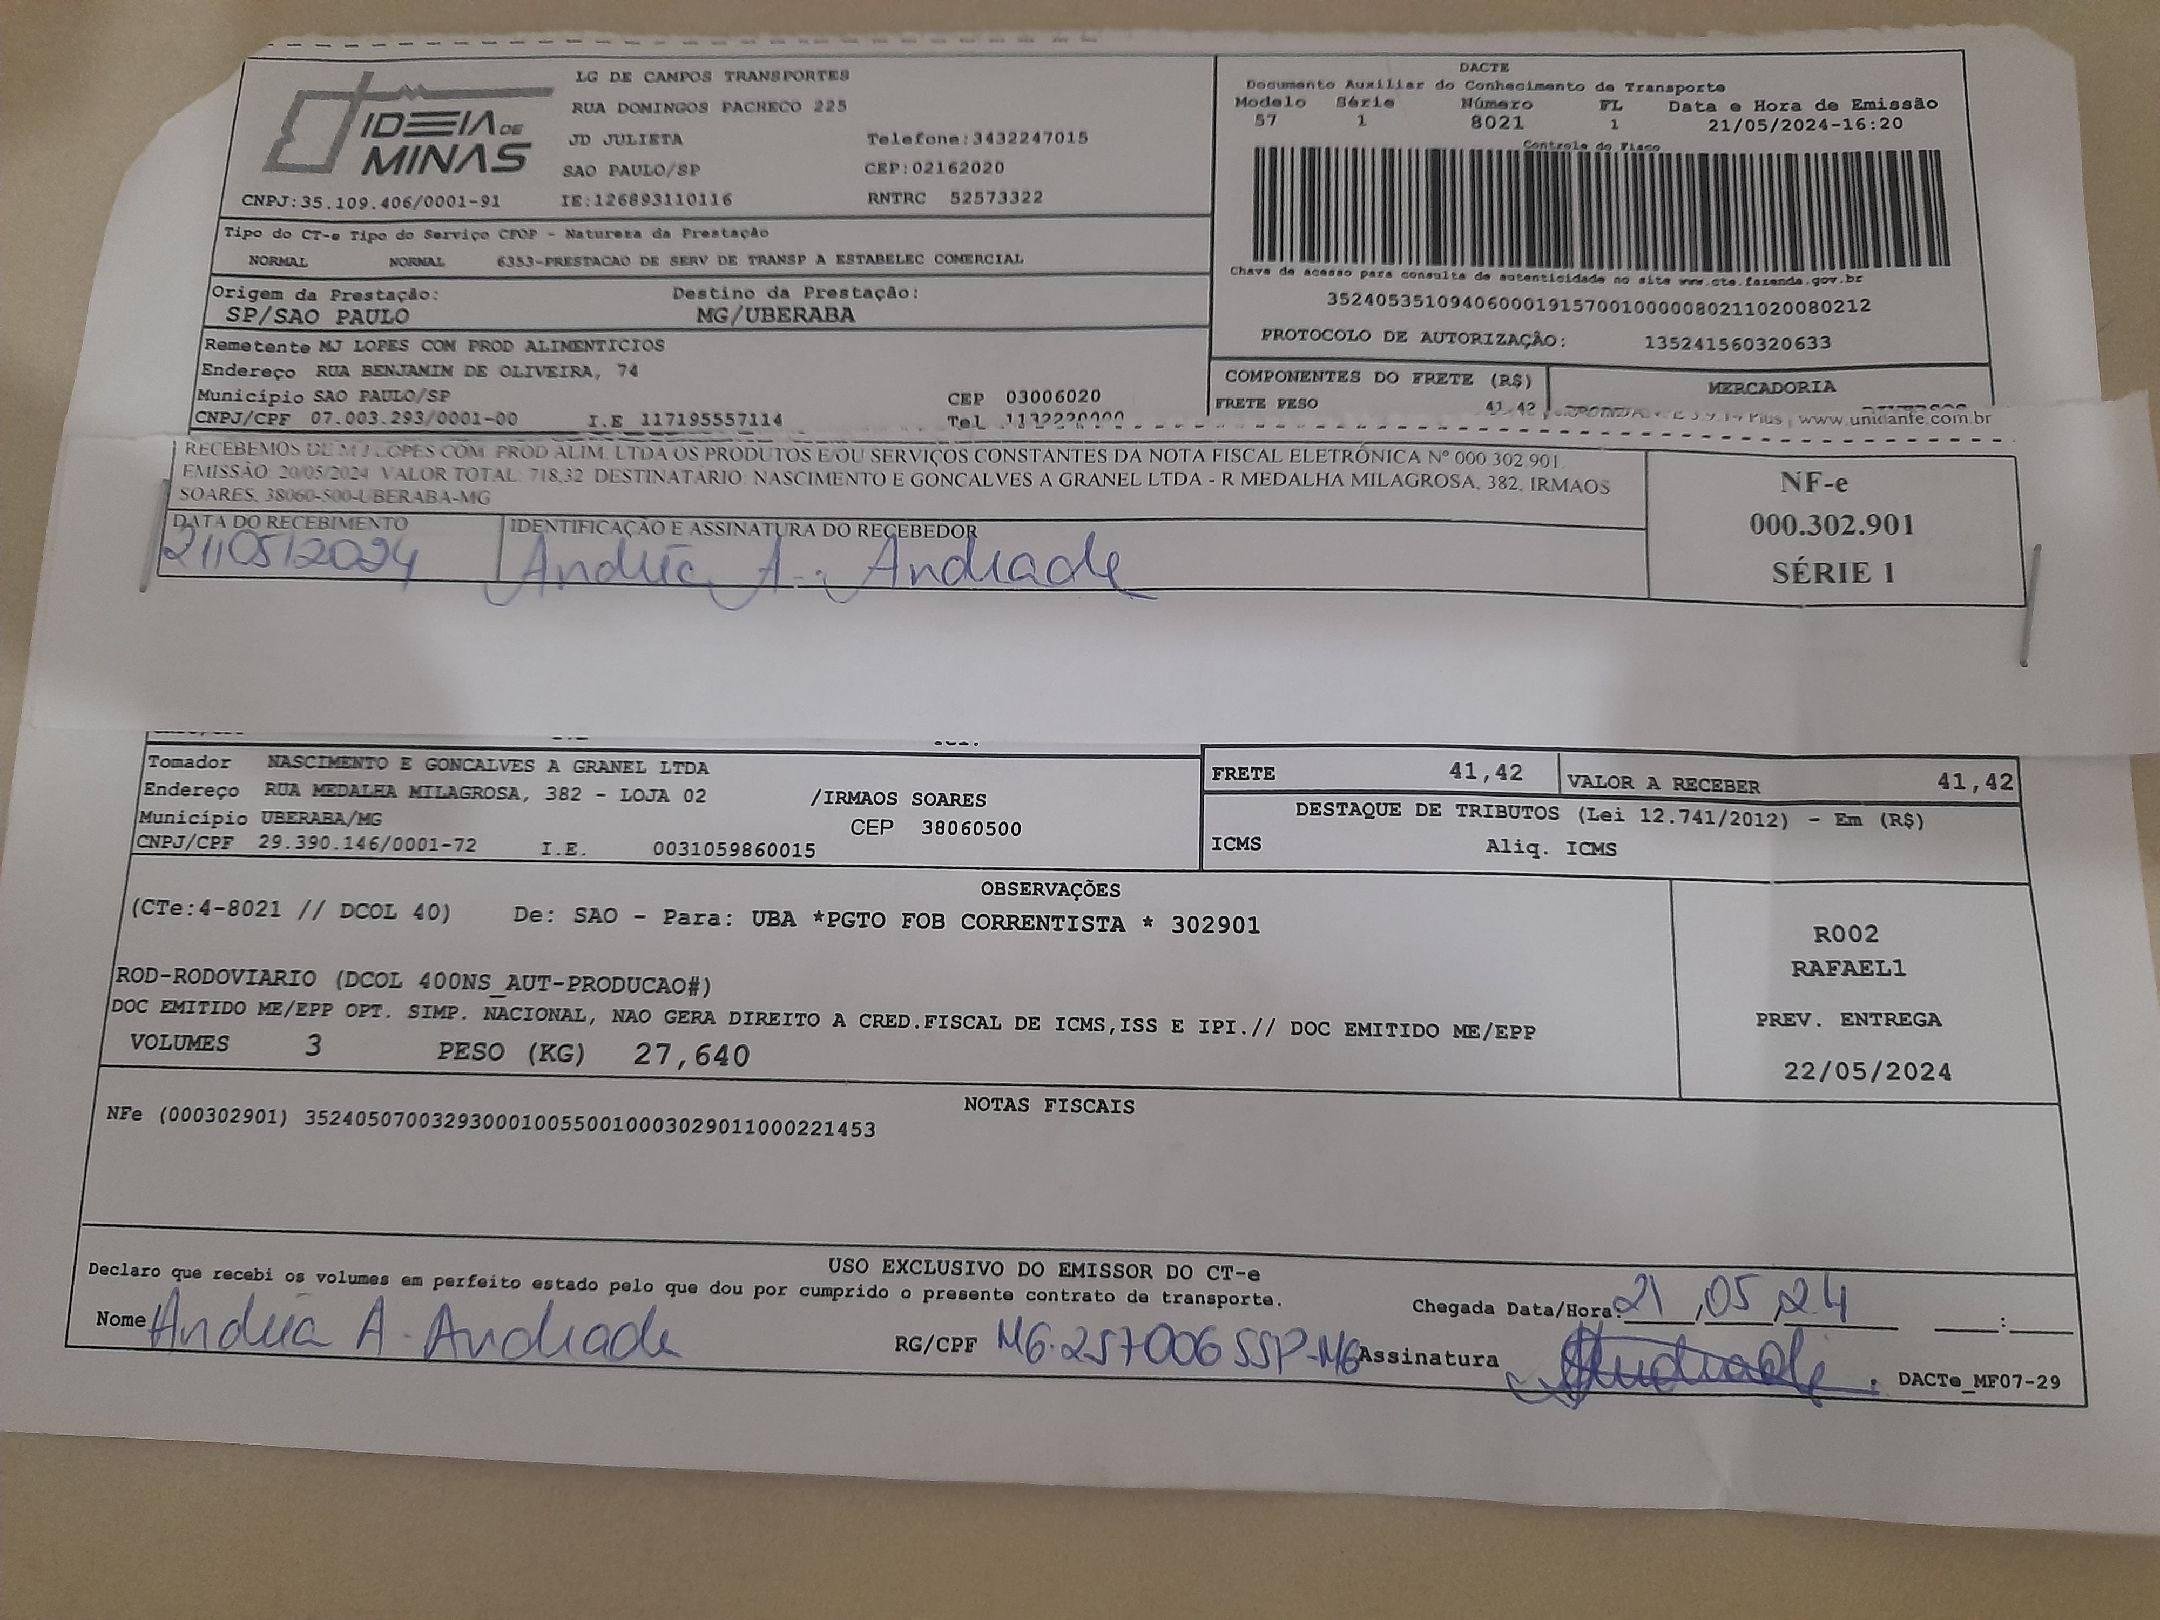 IDEIA DE MINAS
LG DE CAMPOS TRANSPORTES
RUA DOMINGOS PACHECO 225
JD JULIETA Telefone:3432247015
SAO PAULO/SP CEP:02162020
CNPJ:35.109.406/0001-91 IE:126893110116 RNTRC 52573322
Tipo do CT-e Tipo do Serviço CFOP - Natureza da Prestação
NORMAL NORMAL 6353-PRESTACAO DE SERV DE TRANSP A ESTABELEC COMERCIAL
Origem da Prestação: Destino da Prestação:
SP/SAO PAULO MG/UBERABA
Remetente MJ LOPES COM PROD ALIMENTICIOS
Endereço RUA BENJAMIN DE OLIVEIRA, 74
Município SAO PAULO/SP CEP 03006020
CNPJ/CPF 07.003.293/0001-00 I.E 117195557114 Tel
DACTE
Documento Auxiliar do Conhecimento de Transporte
Modelo Série Número FL Data e Hora de Emissão
57 1 8021 1 21/05/2024-16:20
Controle do Fisco
Chave de acesso para consulta de autenticidade no site www.cte.fazenda.gov.br
35240535109406000191570010000080211020080212
PROTOCOLO DE AUTORIZAÇÃO: 135241560320633
COMPONENTES DO FRETE (R$) MERCADORIA
FRETE PESO 41,42
Plus | www.unidanfe.com.br
RECEBEMOS DE M J LOPES COM. PROD ALIM. LTDA OS PRODUTOS E/OU SERVIÇOS CONSTANTES DA NOTA FISCAL ELETRÔNICA Nº 000.302.901.
EMISSÃO: 20/05/2024 VALOR TOTAL: 718,32 DESTINATARIO: NASCIMENTO E GONCALVES A GRANEL LTDA - R MEDALHA MILAGROSA, 382, IRMAOS
SOARES, 38060-500-UBERABA-MG
DATA DO RECEBIMENTO IDENTIFICAÇÃO E ASSINATURA DO RECEBEDOR
21/05/2024 Andréa A. Andrade
NF-e
000.302.901
SÉRIE 1
Tomador NASCIMENTO E GONCALVES A GRANEL LTDA
Endereço RUA MEDALHA MILAGROSA, 382 - LOJA 02 /IRMAOS SOARES
Município UBERABA/MG CEP 38060500
CNPJ/CPF 29.390.146/0001-72 I.E. 0031059860015
FRETE 41,42 VALOR A RECEBER 41,42
DESTAQUE DE TRIBUTOS (Lei 12.741/2012) - Em (R$)
ICMS Aliq. ICMS
OBSERVAÇÕES
(CTe:4-8021 // DCOL 40) De: SAO - Para: UBA *PGTO FOB CORRENTISTA * 302901
ROD-RODOVIARIO (DCOL 400NS_AUT-PRODUCAO#)
DOC EMITIDO ME/EPP OPT. SIMP. NACIONAL, NAO GERA DIREITO A CRED.FISCAL DE ICMS,ISS E IPI.// DOC EMITIDO ME/EPP
VOLUMES 3 PESO (KG) 27,640
R002
RAFAEL1
PREV. ENTREGA
22/05/2024
NOTAS FISCAIS
NFe (000302901) 35240507003293000100550010003029011000221453
USO EXCLUSIVO DO EMISSOR DO CT-e
Declaro que recebi os volumes em perfeito estado pelo que dou por cumprido o presente contrato de transporte. Chegada Data/Hora: 21,05,24 :
Nome Andréa A. Andrade RG/CPF MG.257006 SSP-MG Assinatura Andrade. DACTe_MF07-29